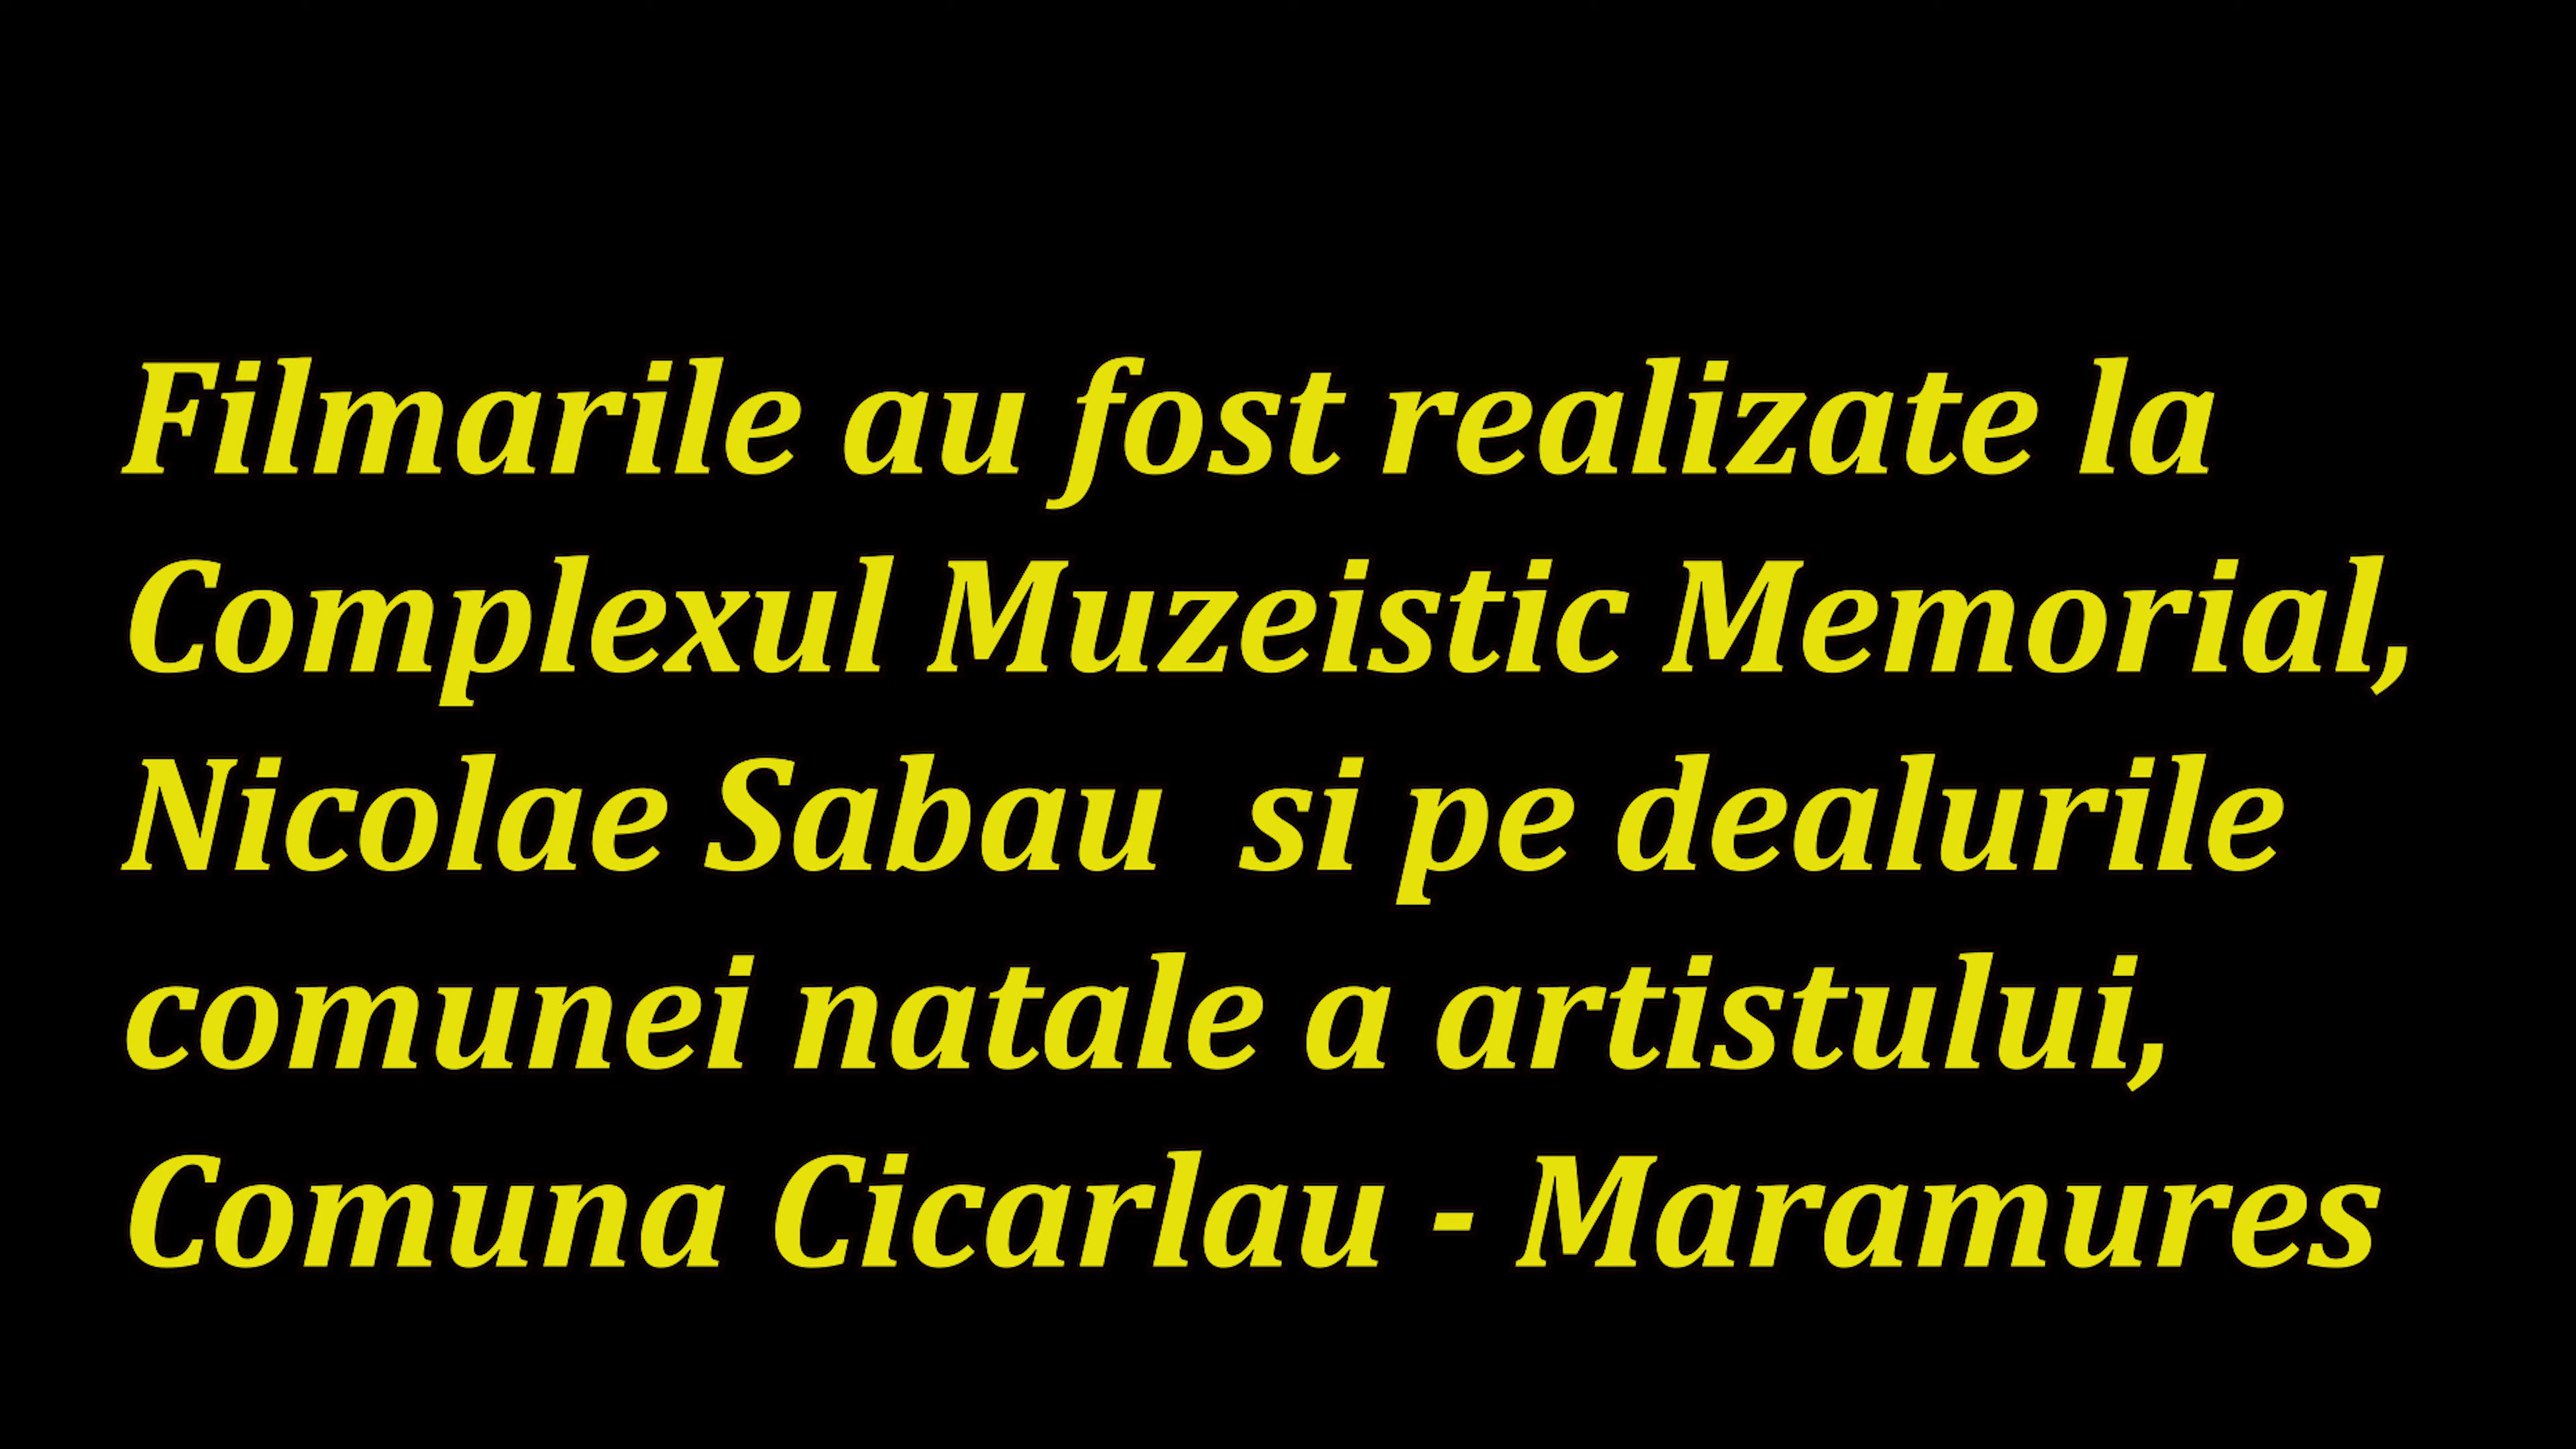 Filmarile au fost realizate la
Complexul Muzeistic Memorial,
Nicolae Sabau  si pe dealurile
comunei natale a artistului,
Comuna Cicarlau - Maramures